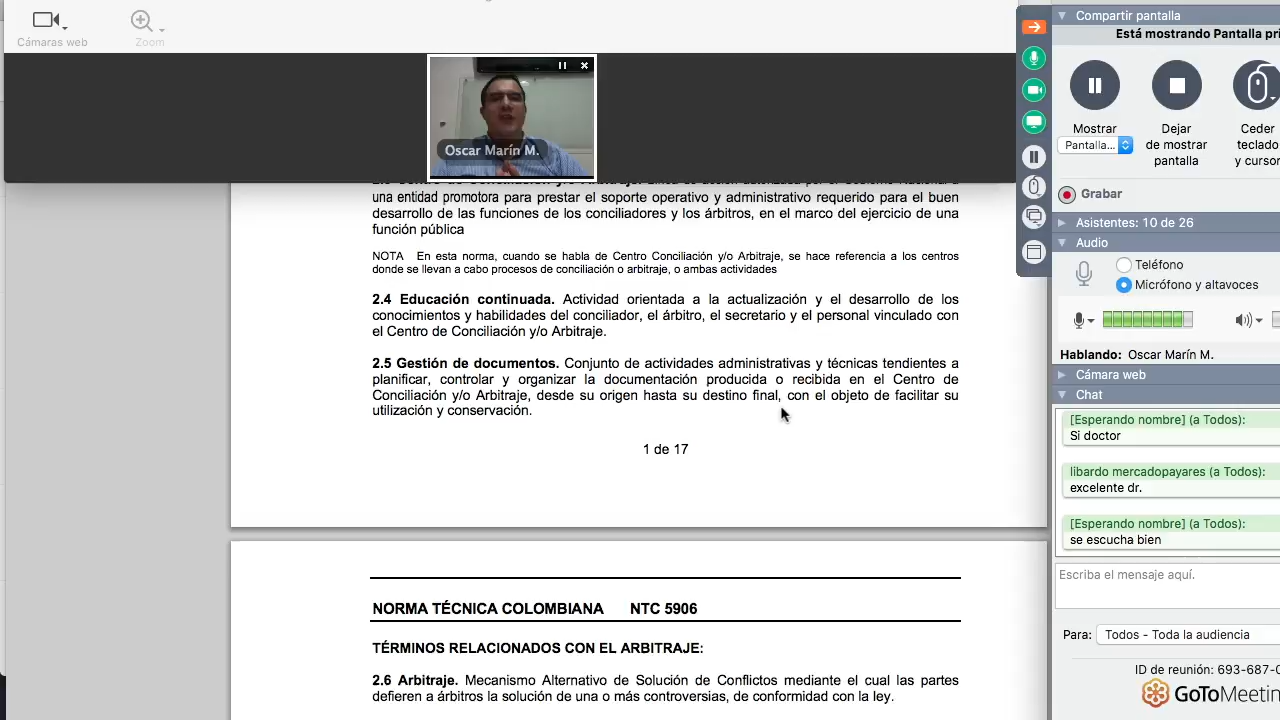 Cámaras web
Zoom
Oscar Marín M.
una entidad promotora para prestar el soporte operativo y administrativo requerido para el buen
desarrollo de las funciones de los conciliadores y los árbitros, en el marco del ejercicio de una
función pública
NOTA En esta norma, cuando se habla de Centro Conciliación y/o Arbitraje, se hace referencia a los centros
donde se llevan a cabo procesos de conciliación o arbitraje, o ambas actividades
2.4 Educación continuada. Actividad orientada a la actualización y el desarrollo de los
conocimientos y habilidades del conciliador, el árbitro, el secretario y el personal vinculado con
el Centro de Conciliación y/o Arbitraje.
2.5 Gestión de documentos. Conjunto de actividades administrativas y técnicas tendientes a
planificar, controlar y organizar la documentación producida o recibida en el Centro de
Conciliación y/o Arbitraje, desde su origen hasta su destino final, con el objeto de facilitar su
utilización y conservación.
1 de 17
NORMA TÉCNICA COLOMBIANA NTC 5906
TÉRMINOS RELACIONADOS CON EL ARBITRAJE:
2.6 Arbitraje. Mecanismo Alternativo de Solución de Conflictos mediante el cual las partes
defieren a árbitros la solución de una o más controversias, de conformidad con la ley.
Compartir pantalla
Está mostrando Pantalla pri
Mostrar
Pantalla...
Dejar
de mostrar
pantalla
Ceder
teclado
y cursor
Grabar
Asistentes: 10 de 26
Audio
Teléfono
Micrófono y altavoces
Hablando: Oscar Marín M.
Cámara web
Chat
[Esperando nombre] (a Todos):
Si doctor
libardo mercadopayares (a Todos):
excelente dr.
[Esperando nombre] (a Todos):
se escucha bien
Escriba el mensaje aquí.
Para: Todos - Toda la audiencia
ID de reunión: 693-687-0
GoToMeetin